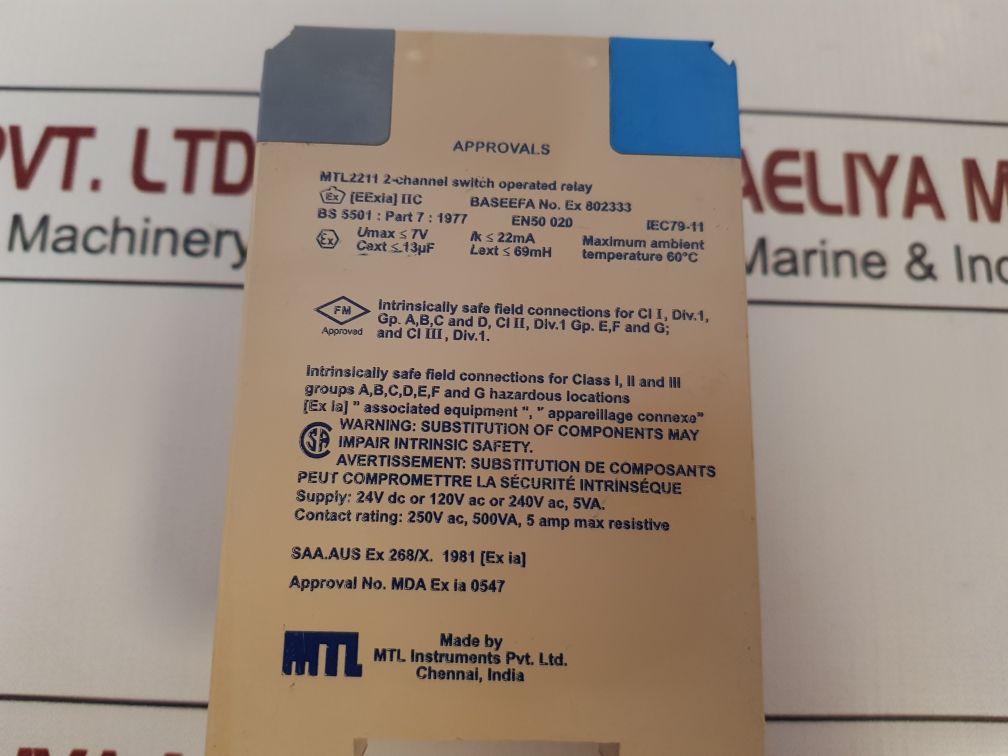 PVT. LTD
AELIYA M
Machinery
Marine & Ind
APPROVALS
MTL2211 2-channel switch operated relay
Ex [EExia] IIC BASEEFA No. Ex 802333
BS 5501 : Part 7 : 1977 EN50 020 IEC79-11
Ex Umax ≤ 7V Ik ≤ 22mA Maximum ambient
Cext ≤ 13µF Lext ≤ 69mH temperature 60°C
FM
Approved
Intrinsically safe field connections for Cl I, Div.1,
Gp. A,B,C and D, Cl II, Div.1 Gp. E,F and G;
and Cl III, Div.1.
Intrinsically safe field connections for Class I, II and III
groups A,B,C,D,E,F and G hazardous locations
[Ex ia] " associated equipment ", " appareillage connexe"
SA
WARNING: SUBSTITUTION OF COMPONENTS MAY
IMPAIR INTRINSIC SAFETY.
AVERTISSEMENT: SUBSTITUTION DE COMPOSANTS
PEUT COMPROMETTRE LA SÉCURITÉ INTRINSÉQUE
Supply: 24V dc or 120V ac or 240V ac, 5VA.
Contact rating: 250V ac, 500VA, 5 amp max resistive
SAA.AUS Ex 268/X. 1981 [Ex ia]
Approval No. MDA Ex ia 0547
MTL
Made by
MTL Instruments Pvt. Ltd.
Chennai, India